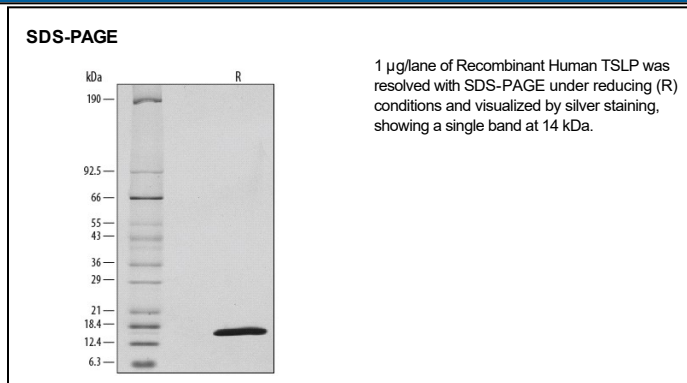 SDS-PAGE
kDa
R
190
92.5
66
55
43
36
29
21
18.4
12.4
6.3
1 µg/lane of Recombinant Human TSLP was
resolved with SDS-PAGE under reducing (R)
conditions and visualized by silver staining,
showing a single band at 14 kDa.